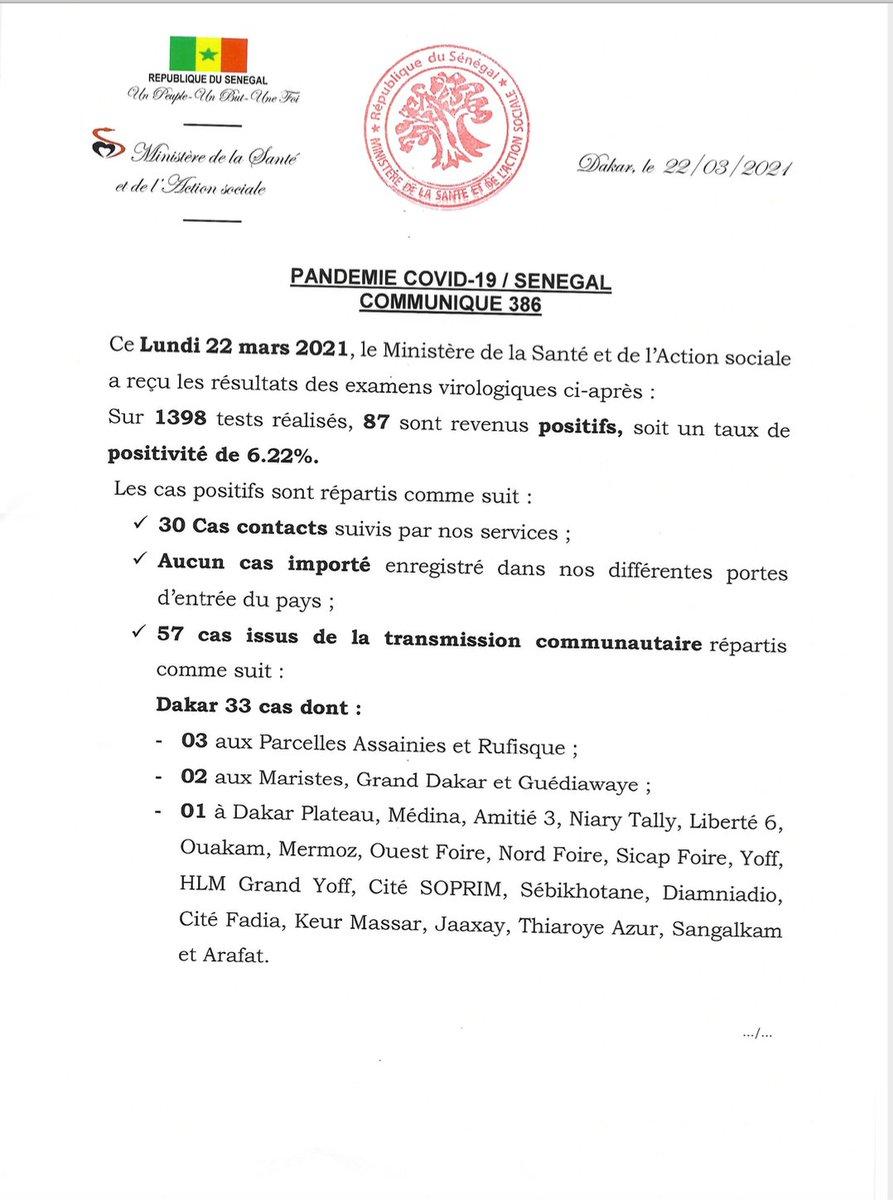 REPUBLIQUE DU SENEGAL
Un Peuple-Un But-Une Foi
Ministère de la Santé
et de l'Action sociale
★ République du Sénégal ★
MINISTÈRE DE LA SANTE ET DE L'ACTION SOCIALE
Dakar, le 22/03/2021
PANDEMIE COVID-19 / SENEGAL
COMMUNIQUE 386
Ce Lundi 22 mars 2021, le Ministère de la Santé et de l'Action sociale
a reçu les résultats des examens virologiques ci-après :
Sur 1398 tests réalisés, 87 sont revenus positifs, soit un taux de
positivité de 6.22%.
Les cas positifs sont répartis comme suit :
✓ 30 Cas contacts suivis par nos services ;
✓ Aucun cas importé enregistré dans nos différentes portes
d'entrée du pays ;
✓ 57 cas issus de la transmission communautaire répartis
comme suit :
Dakar 33 cas dont :
- 03 aux Parcelles Assainies et Rufisque ;
- 02 aux Maristes, Grand Dakar et Guédiawaye ;
- 01 à Dakar Plateau, Médina, Amitié 3, Niary Tally, Liberté 6,
Ouakam, Mermoz, Ouest Foire, Nord Foire, Sicap Foire, Yoff,
HLM Grand Yoff, Cité SOPRIM, Sébikhotane, Diamniadio,
Cité Fadia, Keur Massar, Jaaxay, Thiaroye Azur, Sangalkam
et Arafat.
.../...